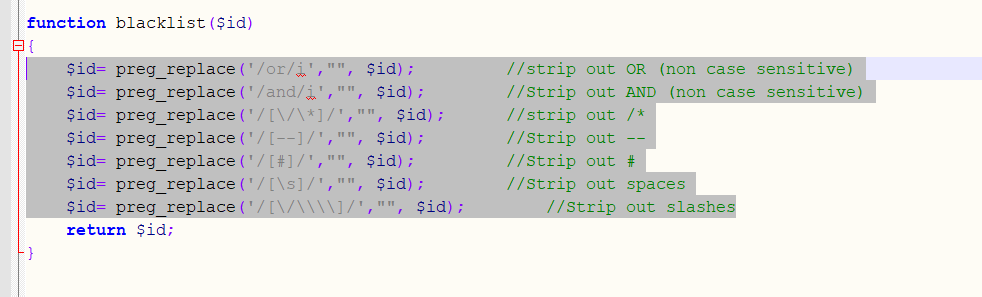 function blacklist($id)
{
$id= preg_replace('/or/i',"", $id); //strip out OR (non case sensitive)
$id= preg_replace('/and/i',"", $id); //Strip out AND (non case sensitive)
$id= preg_replace('/[\/\*]/',"", $id); //strip out /*
$id= preg_replace('/[--]/',"", $id); //Strip out --
$id= preg_replace('/[#]/',"", $id); //Strip out #
$id= preg_replace('/[\s]/',"", $id); //Strip out spaces
$id= preg_replace('/[\/\\\\]/',"", $id); //Strip out slashes
return $id;
}